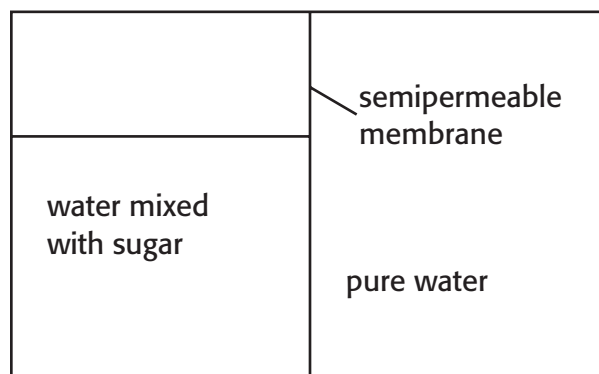 semipermeable
membrane
water mixed
with sugar
pure water